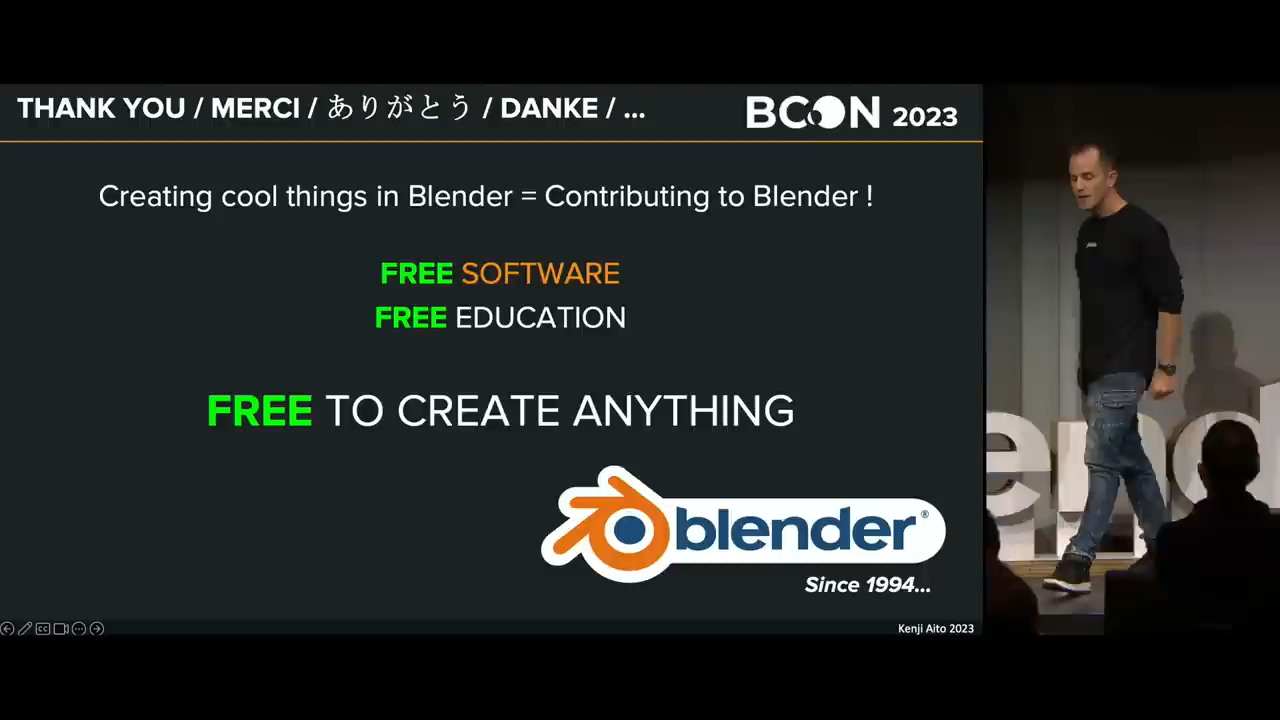 THANK YOU / MERCI / ありがとう / DANKE / ...
BCON 2023
Creating cool things in Blender = Contributing to Blender !
FREE SOFTWARE
FREE EDUCATION
FREE TO CREATE ANYTHING
blender®
Since 1994...
Kenji Aito 2023
end